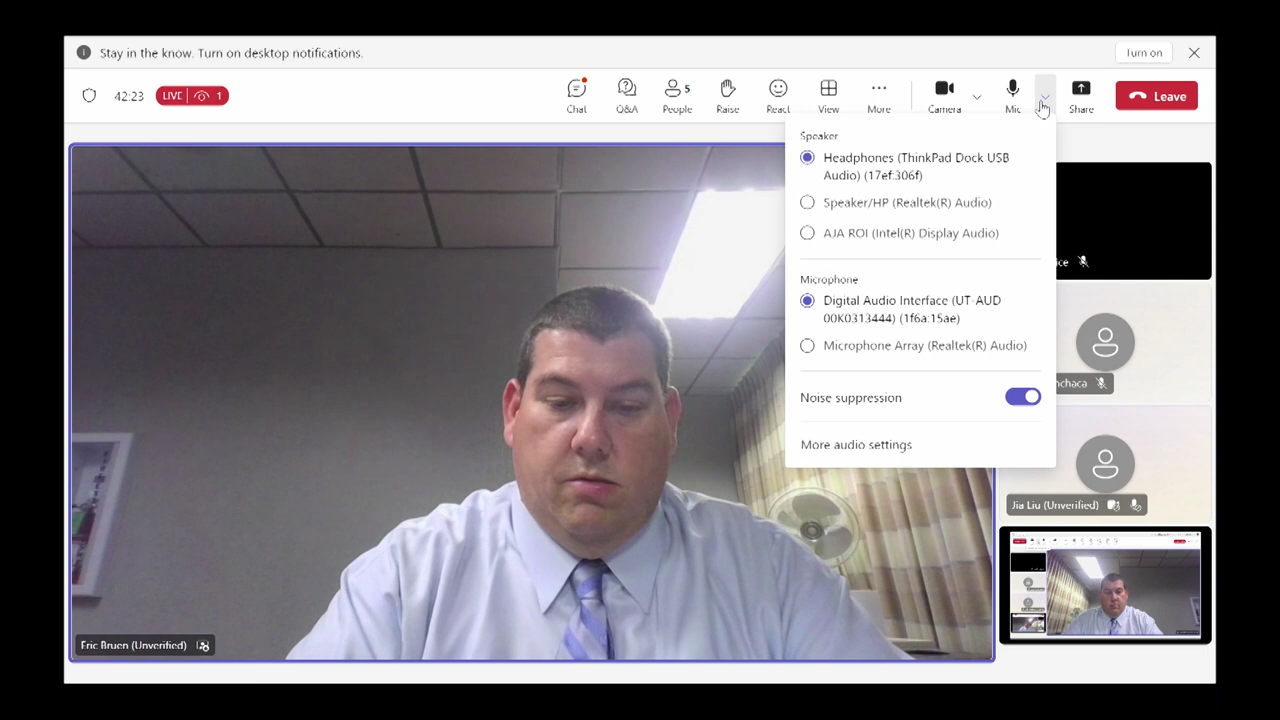 Stay in the know. Turn on desktop notifications.
Turn on
42:23
LIVE
1
Chat
Q&A
People
5
Raise
React
View
More
Camera
Mic
Share
Leave
Speaker
Headphones (ThinkPad Dock USB
Audio) (17ef:306f)
Speaker/HP (Realtek(R) Audio)
AJA ROI (Intel(R) Display Audio)
Microphone
Digital Audio Interface (UT-AUD
00K0313444) (1f6a:15ae)
Microphone Array (Realtek(R) Audio)
Noise suppression
More audio settings
Jia Liu (Unverified)
Eric Bruen (Unverified)